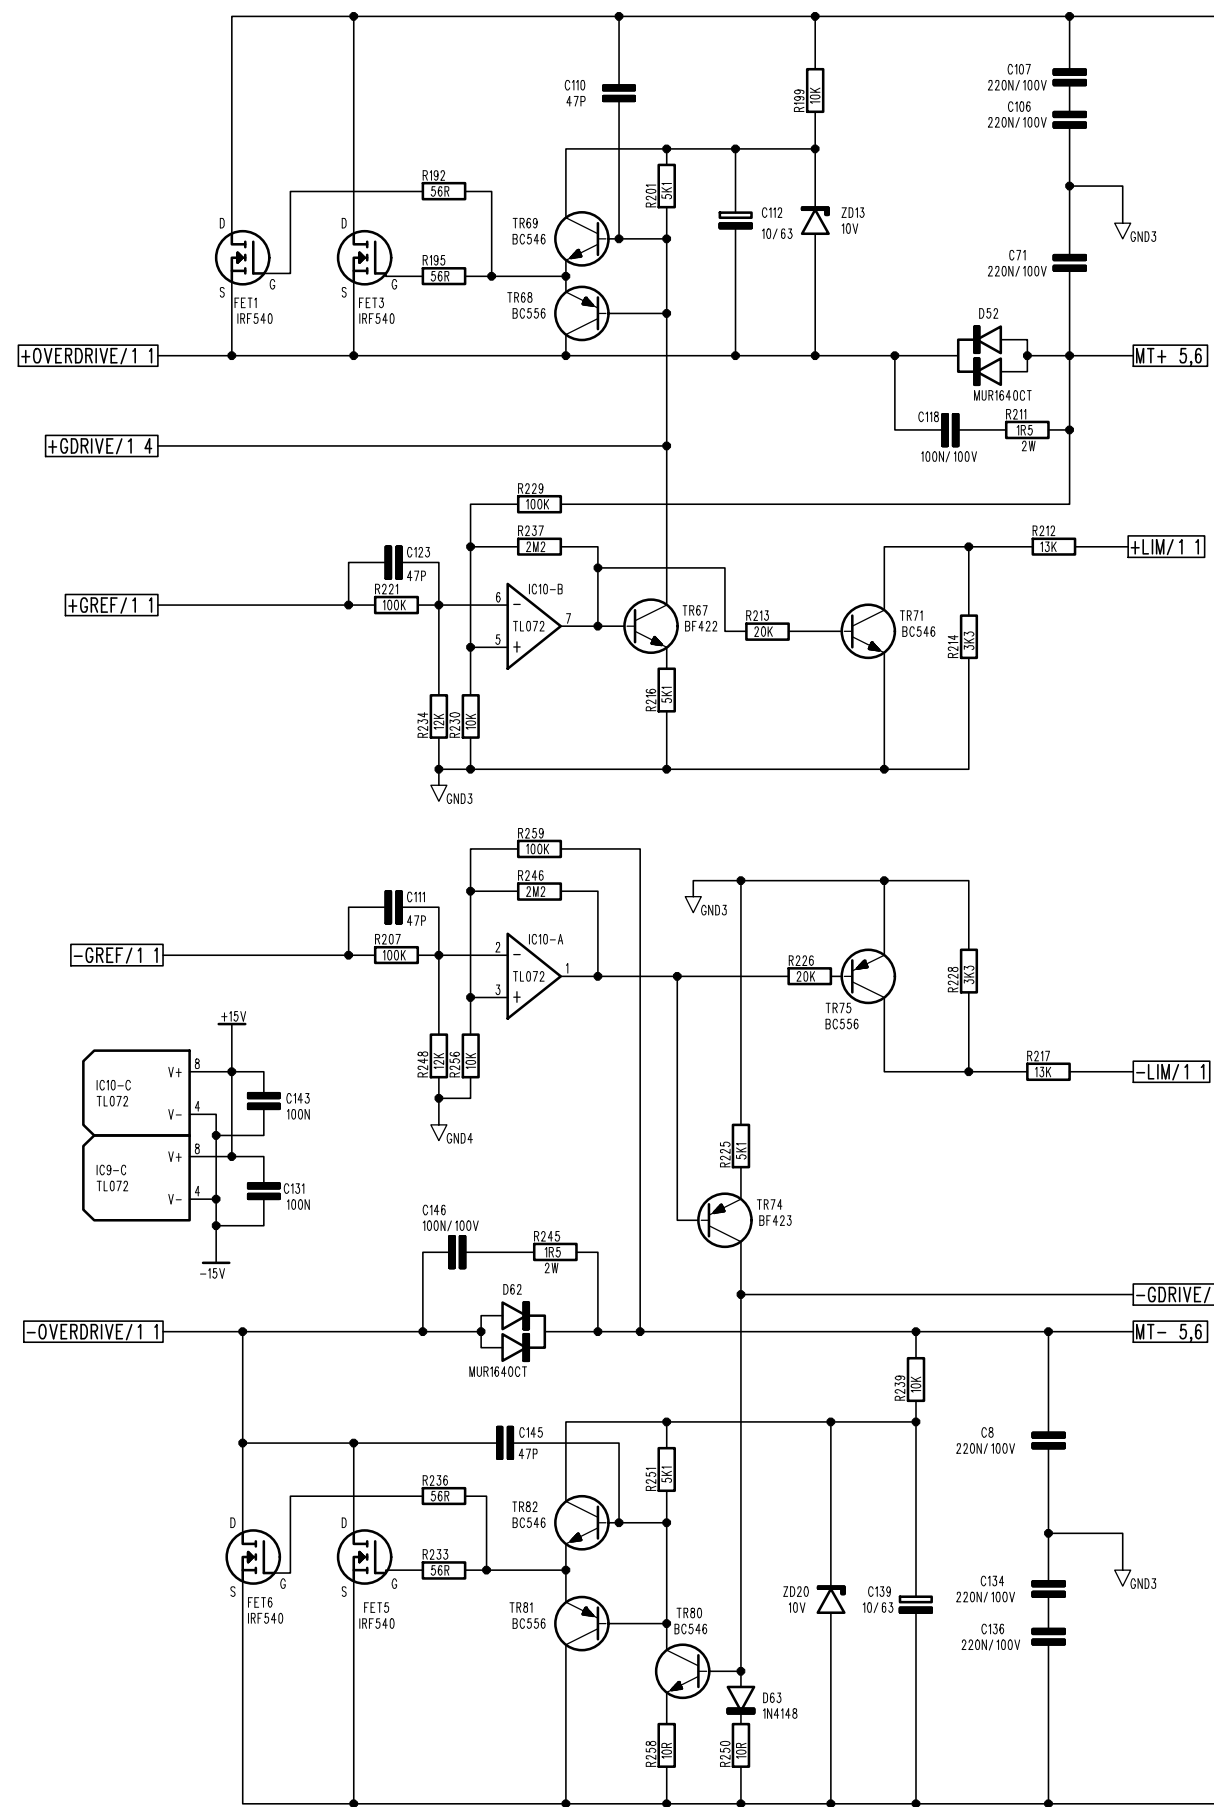 C110
47P
R199
10K
C107
220N/100V
C106
220N/100V
R192
56R
R201
5K1
TR69
BC546
C112
10/63
ZD13
10V
GND3
D
S
G
FET1
IRF540
D
S
G
FET3
IRF540
R195
56R
TR68
BC556
C71
220N/100V
D52
MUR1640CT
+OVERDRIVE/1 1
MT+ 5,6
C118
100N/100V
R211
1R5
2W
+GDRIVE/1 4
R229
100K
R237
2M2
R212
13K
+LIM/1 1
C123
47P
R221
100K
+GREF/1 1
IC10-B
6
5
7
-
+
TL072
TR67
BF422
R213
20K
TR71
BC546
R214
3K3
R216
5K1
R234
12K
R230
10K
GND3
R259
100K
R246
2M2
GND3
C111
47P
R207
100K
-GREF/1 1
IC10-A
2
3
1
-
+
TL072
R226
20K
R228
3K3
TR75
BC556
R217
13K
-LIM/1 1
+15V
IC10-C
TL072
V+
8
V-
4
C143
100N
IC9-C
TL072
V+
8
V-
4
C131
100N
-15V
R248
12K
R256
10K
GND4
R225
5K1
TR74
BF423
C146
100N/100V
R245
1R5
2W
D62
MUR1640CT
-GDRIVE/
-OVERDRIVE/1 1
MT- 5,6
R239
10K
C145
47P
R251
5K1
C8
220N/100V
R236
56R
TR82
BC546
D
S
G
FET6
IRF540
D
S
G
FET5
IRF540
R233
56R
TR81
BC556
TR80
BC546
ZD20
10V
C139
10/63
C134
220N/100V
GND3
C136
220N/100V
D63
1N4148
R258
10R
R250
10R